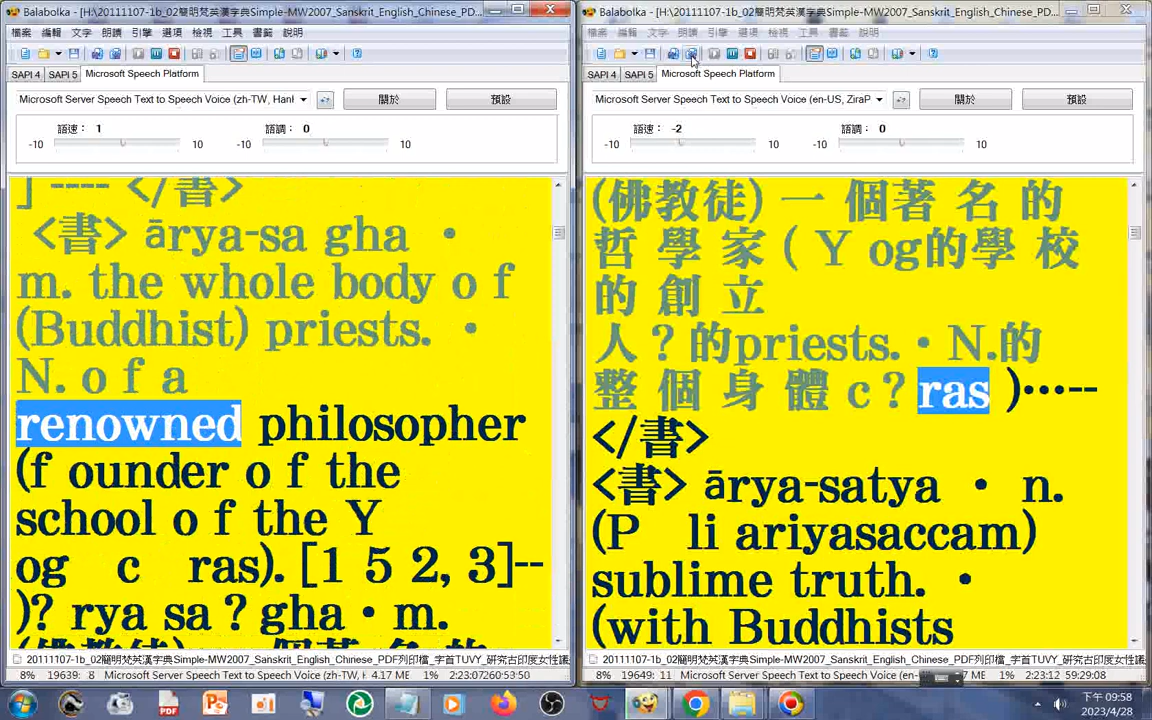 Balabolka - [H:\20111107-1b_02簡明梵英漢字典Simple-MW2007_Sanskrit_English_Chinese_PD...
檔案 編輯 文字 朗讀 引擎 選項 檢視 工具 書籤 說明
SAPI 4 SAPI 5 Microsoft Speech Platform
Microsoft Server Speech Text to Speech Voice (zh-TW, Hanl
關於
預設
語速: 1
語調: 0
-10 10 -10 10
] ---- </書>
<書> ārya-sa gha •
m. the whole body o f
(Buddhist) priests. •
N. o f a
renowned philosopher
(f ounder o f the
school o f the Y
og c ras). [1 5 2, 3]--
)? rya sa ? gha • m.
20111107-1b_02簡明梵英漢字典Simple-MW2007_Sanskrit_English_Chinese_PDF列印檔_字首TUVY_研究古印度女性議
8% 19639: 8 Microsoft Server Speech Text to Speech Voice (zh-TW, H 4.17 ME 1% 2:23:07260:53:50
Balabolka - [H:\20111107-1b_02簡明梵英漢字典Simple-MW2007_Sanskrit_English_Chinese_PD...
檔案 編輯 文字 朗讀 引擎 選項 檢視 工具 書籤 說明
SAPI 4 SAPI 5 Microsoft Speech Platform
Microsoft Server Speech Text to Speech Voice (en-US, ZiraP
關於
預設
語速: -2
語調: 0
-10 10 -10 10
(佛教徒) 一 個著 名 的
哲 學 家 ( Y og的學 校
的 創 立
人 ? 的priests. • N.的
整 個 身 體 c ? ras )•••--
</書>
<書> ārya-satya • n.
(P li ariyasaccam)
sublime truth. •
(with Buddhists
20111107-1b_02簡明梵英漢字典Simple-MW2007_Sanskrit_English_Chinese_PDF列印檔_字首TUVY_研究古印度女性議
8% 19649: 11 Microsoft Server Speech Text to Speech Voice 1% 2:23:12 59:29:08
下午 09:58
2023/4/28